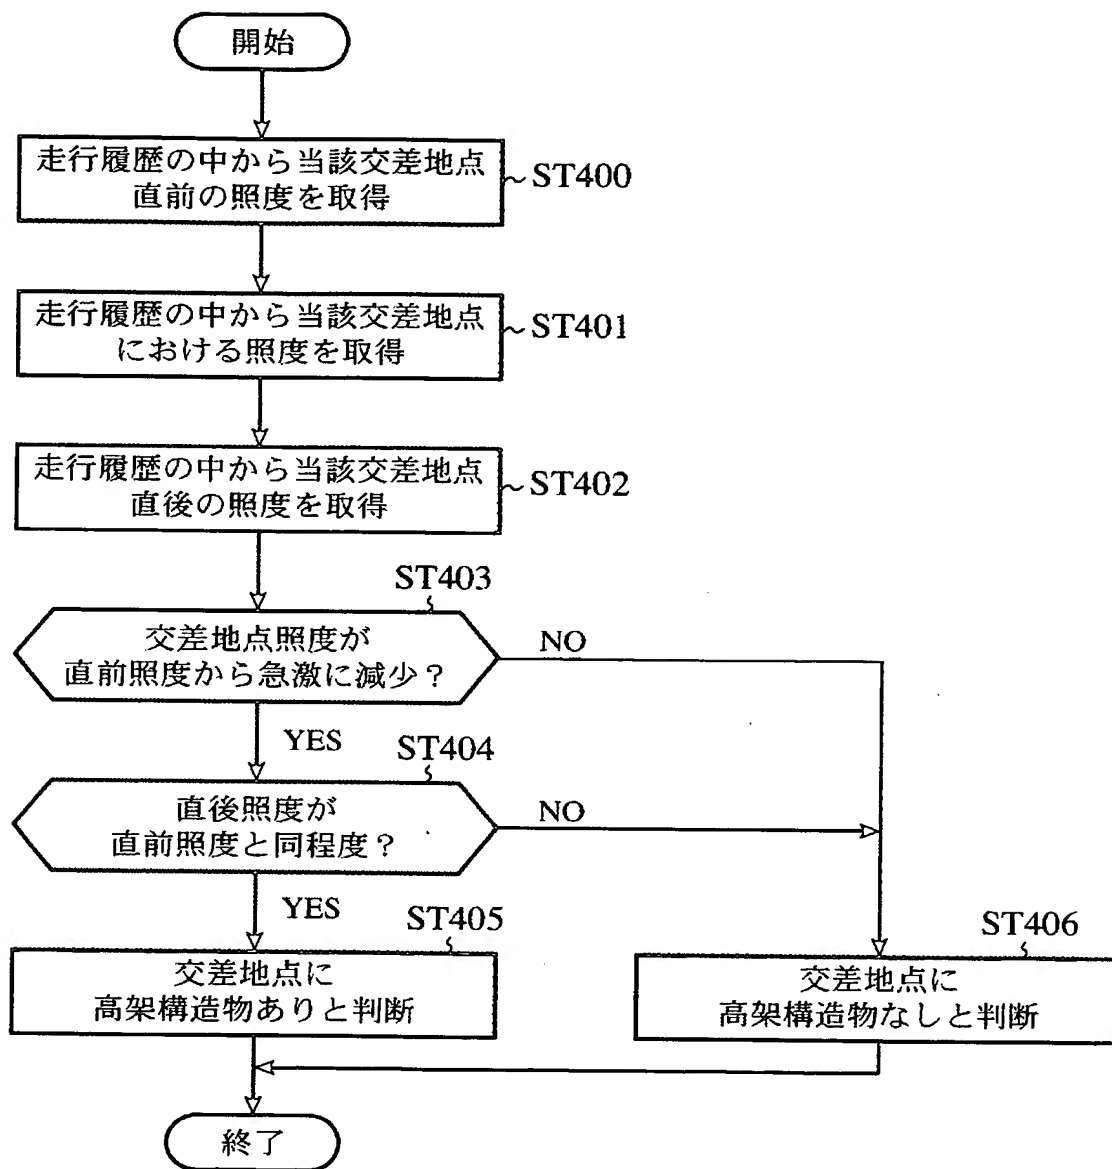 開始
走行履歴の中から当該交差地点
直前の照度を取得
ST400
走行履歴の中から当該交差地点
における照度を取得
ST401
走行履歴の中から当該交差地点
直後の照度を取得
ST402
ST403
交差地点照度が
直前照度から急激に減少?
NO
YES
ST404
直後照度が
直前照度と同程度?
NO
YES
ST405
交差地点に
高架構造物ありと判断
ST406
交差地点に
高架構造物なしと判断
終了